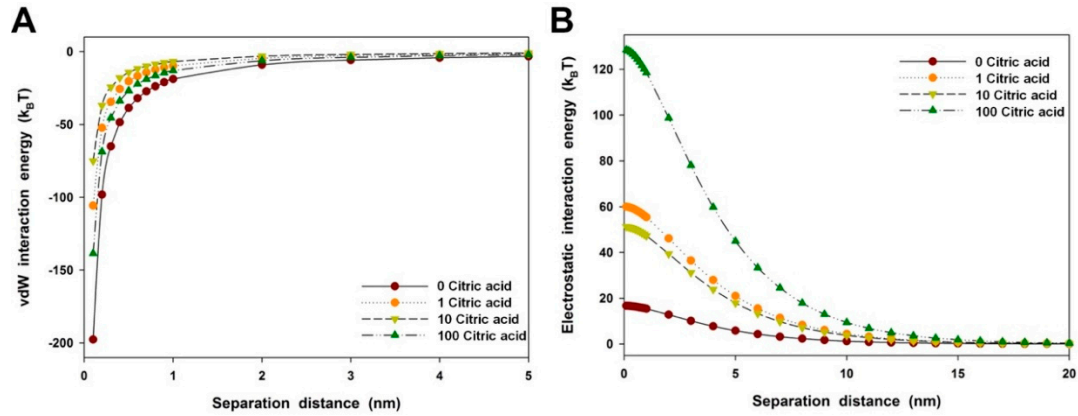 A
vdW interaction energy (kBT)
0
-50
-100
-150
-200
0 Citric acid
1 Citric acid
10 Citric acid
100 Citric acid
0
1
2
3
4
5
Separation distance (nm)
B
Electrostatic interaction energy (kBT)
120
100
80
60
40
20
0
0 Citric acid
1 Citric acid
10 Citric acid
100 Citric acid
0
5
10
15
20
Separation distance (nm)